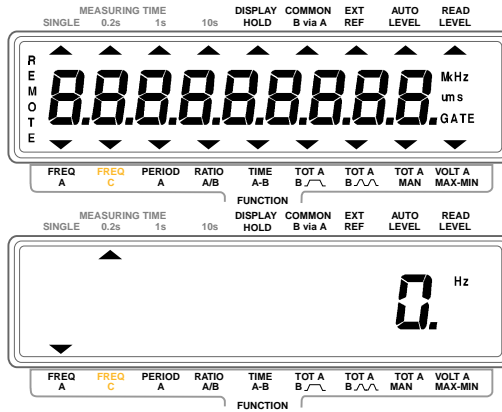 MEASURING TIME DISPLAY COMMON EXT AUTO READ
SINGLE 0.2s 1s 10s HOLD B via A REF LEVEL LEVEL
REMOTE
8.8.8.8.8.8.8.8.8. MkHz
ums
GATE
FREQ FREQ PERIOD RATIO TIME TOT A TOT A TOT A VOLT A
A C A A/B A-B B B MAN MAX-MIN
FUNCTION
MEASURING TIME DISPLAY COMMON EXT AUTO READ
SINGLE 0.2s 1s 10s HOLD B via A REF LEVEL LEVEL
0. Hz
FREQ FREQ PERIOD RATIO TIME TOT A TOT A TOT A VOLT A
A C A A/B A-B B B MAN MAX-MIN
FUNCTION